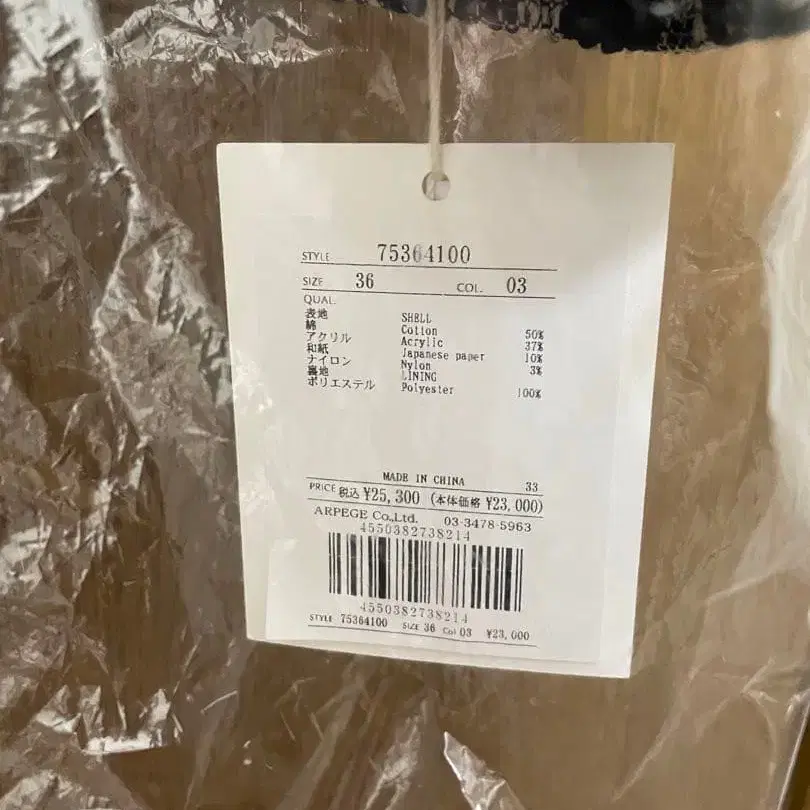 STYLE 75364100
SIZE 36 COL. 03
QUAL.
表地 SHELL
綿 Cotton 50%
アクリル Acrylic 37%
和紙 Japanese paper 10%
ナイロン Nylon 3%
裏地 LINING
ポリエステル Polyester 100%
MADE IN CHINA 33
PRICE 税込 ¥25,300 (本体価格 ¥23,000)
ARPEGE Co.,Ltd. 03-3478-5963
4550382738214
4550382738214
STYLE 75364100 SIZE 36 Col 03 ¥23,000